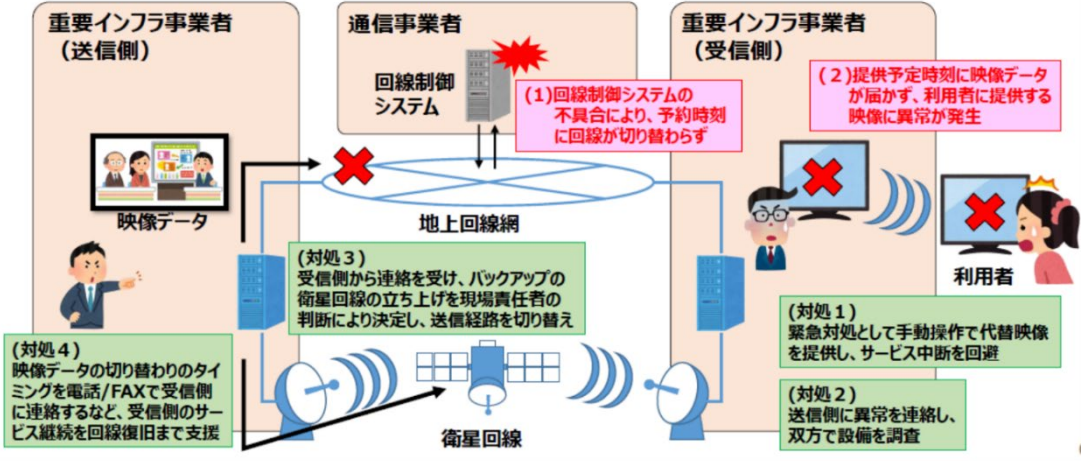 重要インフラ事業者
（送信側）
通信事業者
回線制御
システム
重要インフラ事業者
（受信側）
(1)回線制御システムの
不具合により、予約時刻
に回線が切り替わらず
(2)提供予定時刻に映像データ
が届かず、利用者に提供する
映像に異常が発生
映像データ
地上回線網
利用者
(対処３)
受信側から連絡を受け、バックアップの
衛星回線の立ち上げを現場責任者の
判断により決定し、送信経路を切り替え
(対処１)
緊急対処として手動操作で代替映像
を提供し、サービス中断を回避
(対処４)
映像データの切り替わりのタイ
ミングを電話/FAXで受信側
に連絡するなど、受信側のサー
ビス継続を回線復旧まで支援
(対処２)
送信側に異常を連絡し、
双方で設備を調査
衛星回線